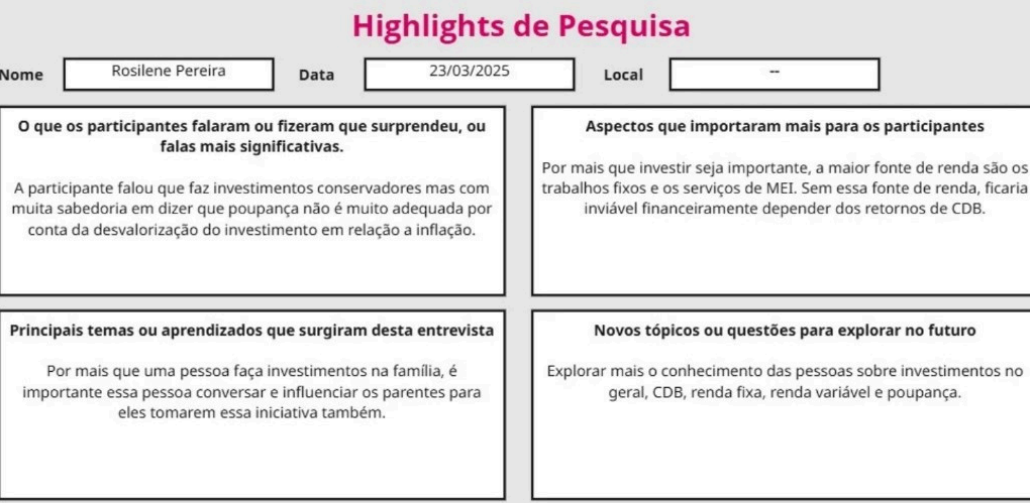 Highlights de Pesquisa
Nome Rosilene Pereira Data 23/03/2025 Local --
O que os participantes falaram ou fizeram que surpreendeu, ou
falas mais significativas.
A participante falou que faz investimentos conservadores mas com
muita sabedoria em dizer que poupança não é muito adequada por
conta da desvalorização do investimento em relação a inflação.
Aspectos que importaram mais para os participantes
Por mais que investir seja importante, a maior fonte de renda são os
trabalhos fixos e os serviços de MEI. Sem essa fonte de renda, ficaria
inviável financeiramente depender dos retornos de CDB.
Principais temas ou aprendizados que surgiram desta entrevista
Por mais que uma pessoa faça investimentos na família, é
importante essa pessoa conversar e influenciar os parentes para
eles tomarem essa iniciativa também.
Novos tópicos ou questões para explorar no futuro
Explorar mais o conhecimento das pessoas sobre investimentos no
geral, CDB, renda fixa, renda variável e poupança.